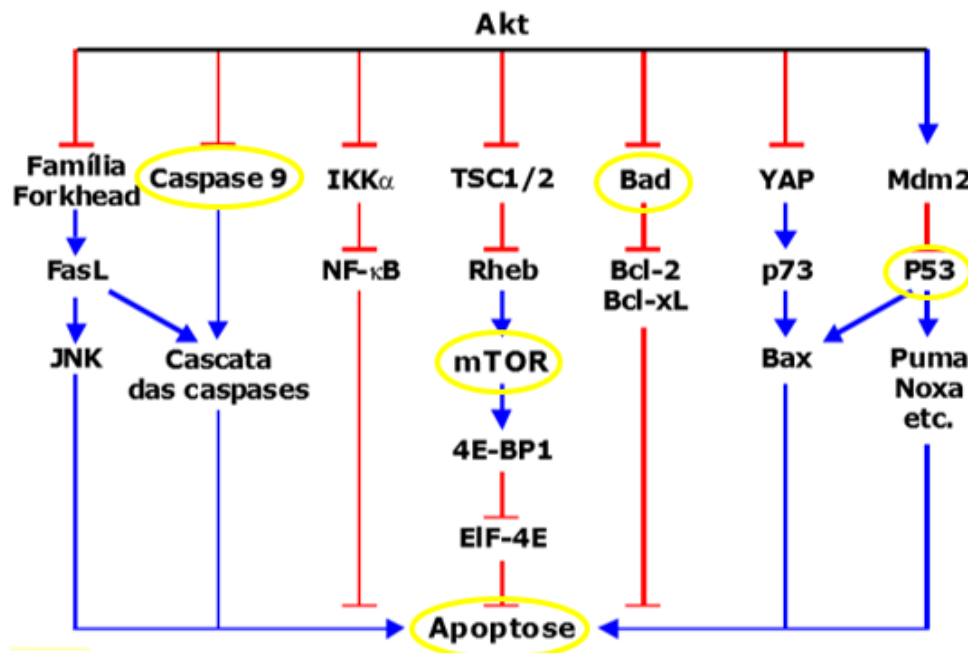 Akt
Família
Forkhead
Caspase 9
IKKα
TSC1/2
Bad
YAP
Mdm2
FasL
NF-κB
Rheb
Bcl-2
Bcl-xL
p73
P53
JNK
Cascata
das caspases
mTOR
Bax
Puma
Noxa
etc.
4E-BP1
ElF-4E
Apoptose